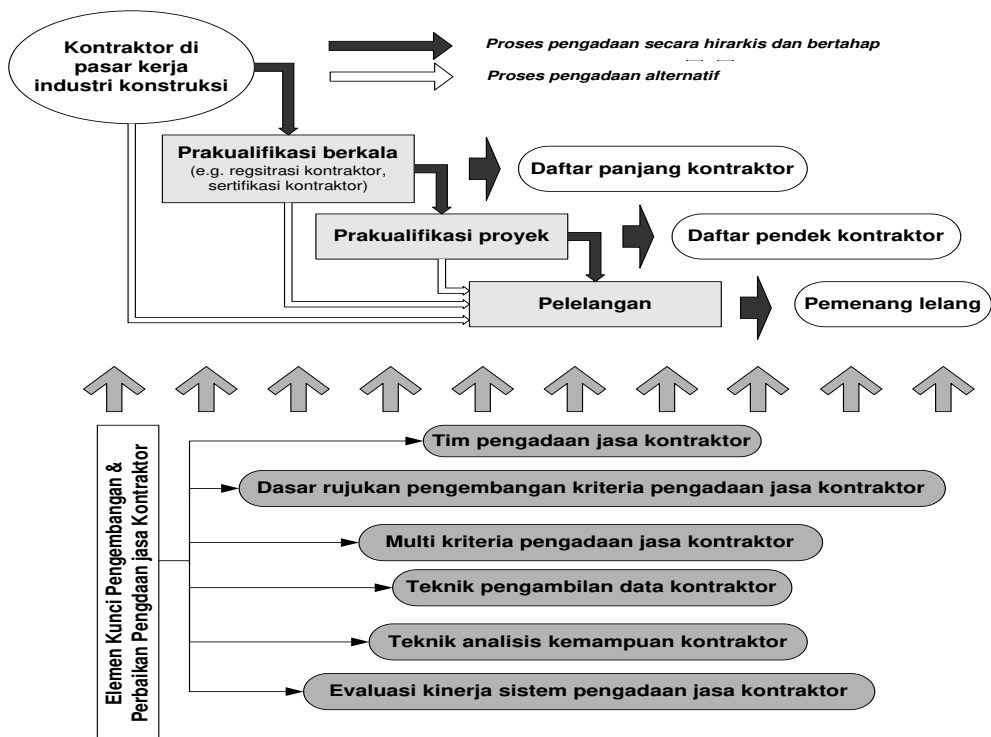 Kontraktor di
pasar kerja
industri konstruksi
Proses pengadaan secara hirarkis dan bertahap
Proses pengadaan alternatif
Prakualifikasi berkala
(e.g. regsitrasi kontraktor,
sertifikasi kontraktor)
Daftar panjang kontraktor
Prakualifikasi proyek
Daftar pendek kontraktor
Pelelangan
Pemenang lelang
Elemen Kunci Pengembangan &
Perbaikan Pengdaan jasa Kontraktor
Tim pengadaan jasa kontraktor
Dasar rujukan pengembangan kriteria pengadaan jasa kontraktor
Multi kriteria pengadaan jasa kontraktor
Teknik pengambilan data kontraktor
Teknik analisis kemampuan kontraktor
Evaluasi kinerja sistem pengadaan jasa kontraktor